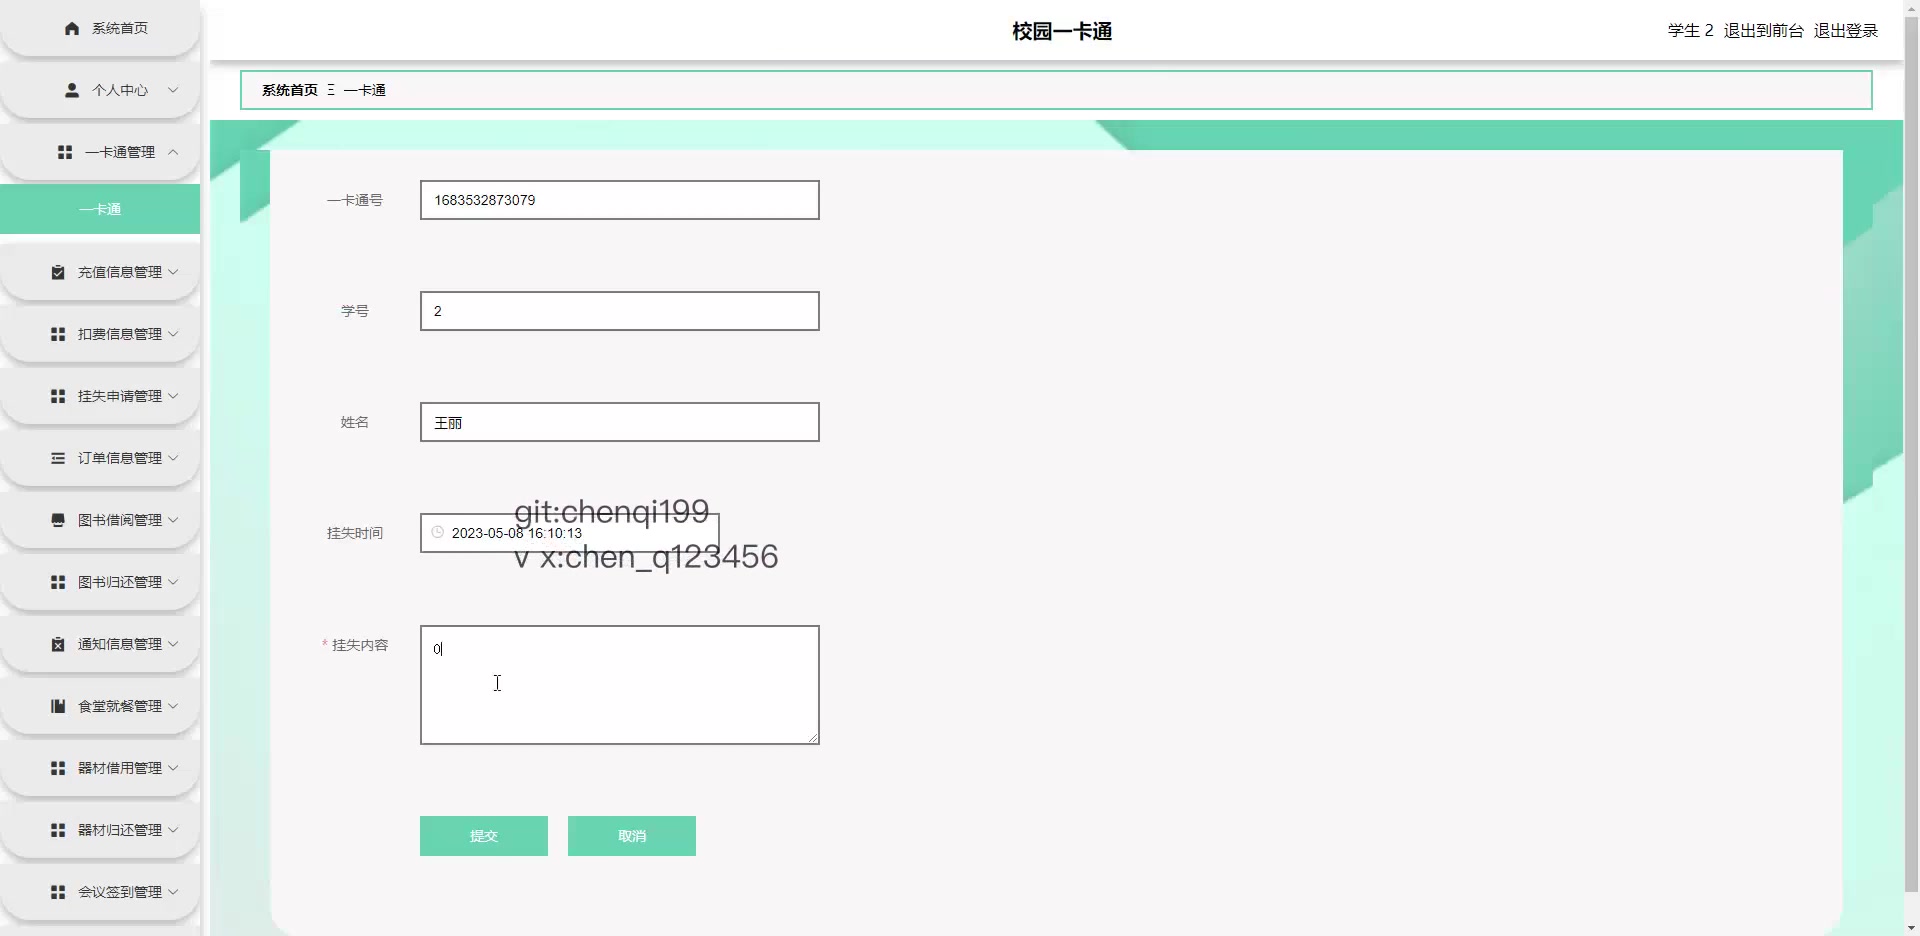 系统首页
个人中心
一卡通管理
一卡通
充值信息管理
扣费信息管理
挂失申请管理
订单信息管理
图书借阅管理
图书归还管理
通知信息管理
食堂就餐管理
器材借用管理
器材归还管理
会议签到管理
校园一卡通
学生 2 退出到前台 退出登录
系统首页 Ξ 一卡通
一卡通号 1683532873079
学号 2
姓名 王丽
git:chenqi199
挂失时间 2023-05-08 16:10:13
v x:chen_q123456
* 挂失内容 0
提交 取消